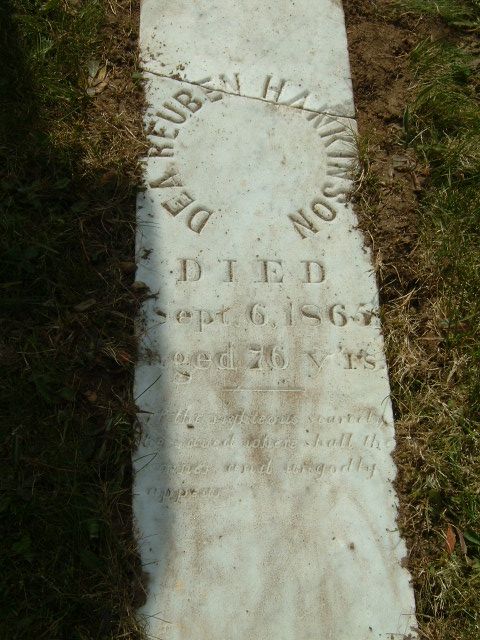 DEA REUBEN HANKINSON
DIED
Sept 6, 1864
Aged 76 Yrs.
If the righteous scarcely
be saved where shall the
sinner and ungodly
appear